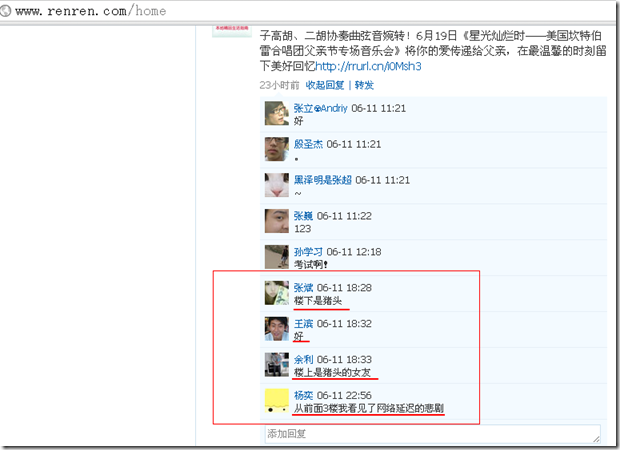 www.renren.com/home
子高胡、二胡协奏曲弦音婉转！6月19日《星光灿烂时——美国坎特伯
雷合唱团父亲节专场音乐会》将你的爱传递给父亲，在最温馨的时刻留
下美好回忆http://rrurl.cn/i0Msh3
23小时前 收起回复 | 转发
张立☢Andriy 06-11 11:21
好
殷圣杰 06-11 11:21
。
黑泽明是张超 06-11 11:21
~
张巍 06-11 11:22
123
孙学习 06-11 12:18
考试啊❢
张斌 06-11 18:28
楼下是猪头
王滨 06-11 18:32
好
余利 06-11 18:33
楼上是猪头的女友
杨奕 06-11 22:56
从前面3楼我看见了网络延迟的悲剧
添加回复